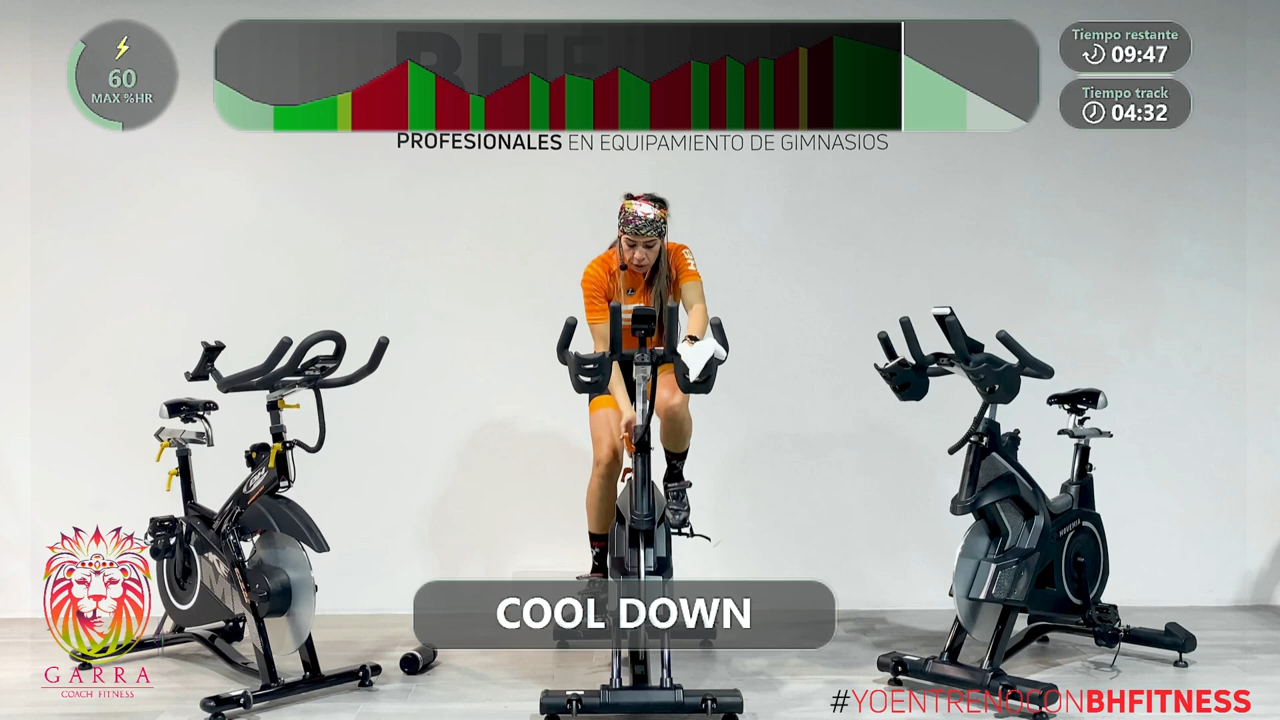 60
MAX %HR
Tiempo restante
09:47
Tiempo track
04:32
PROFESIONALES EN EQUIPAMIENTO DE GIMNASIOS
COOL DOWN
GARRA
COACH FITNESS
#YOENTRENOCONBHFITNESS